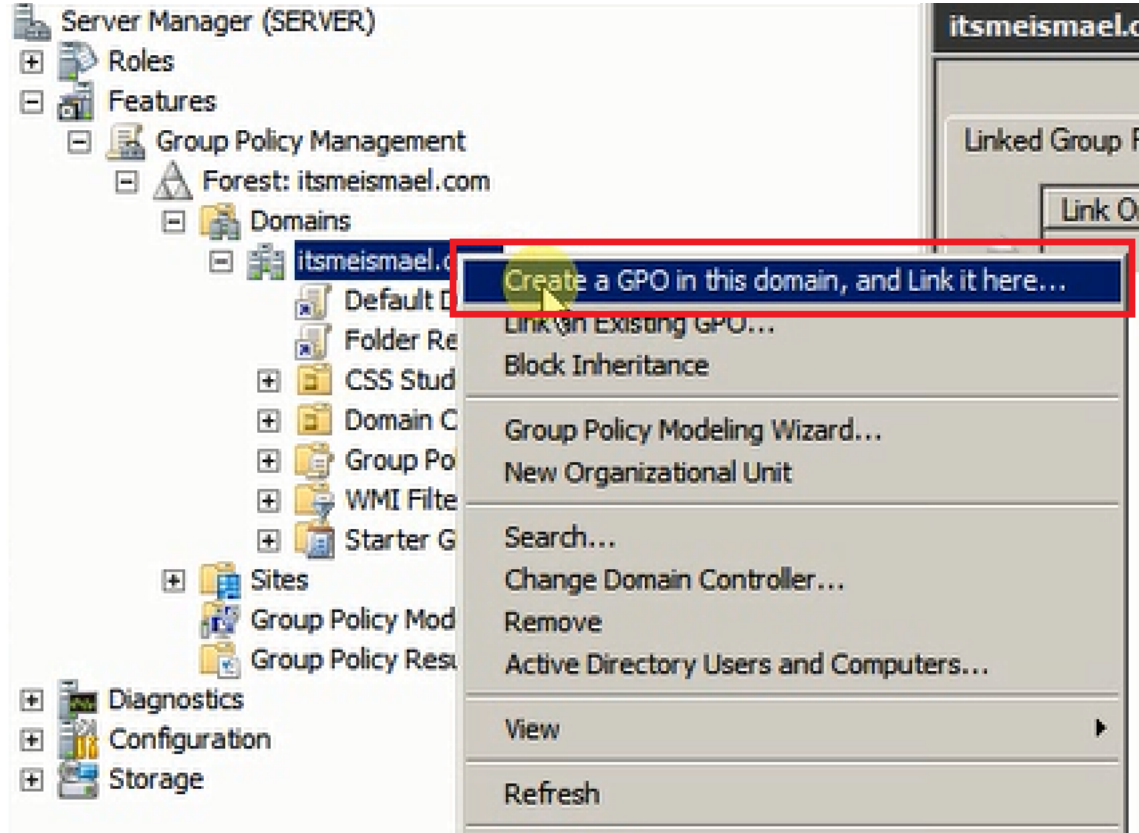 Server Manager (SERVER)
Roles
Features
Group Policy Management
Forest: itsmeismael.com
Domains
itsmeismael.
Default
Folder Re
CSS Stud
Domain C
Group Po
WMI Filte
Starter G
Sites
Group Policy Mod
Group Policy Resu
Diagnostics
Configuration
Storage
itsmeismael.c
Linked Group
Link O
Create a GPO in this domain, and Link it here...
Link an Existing GPO...
Block Inheritance
Group Policy Modeling Wizard...
New Organizational Unit
Search...
Change Domain Controller...
Remove
Active Directory Users and Computers...
View
Refresh